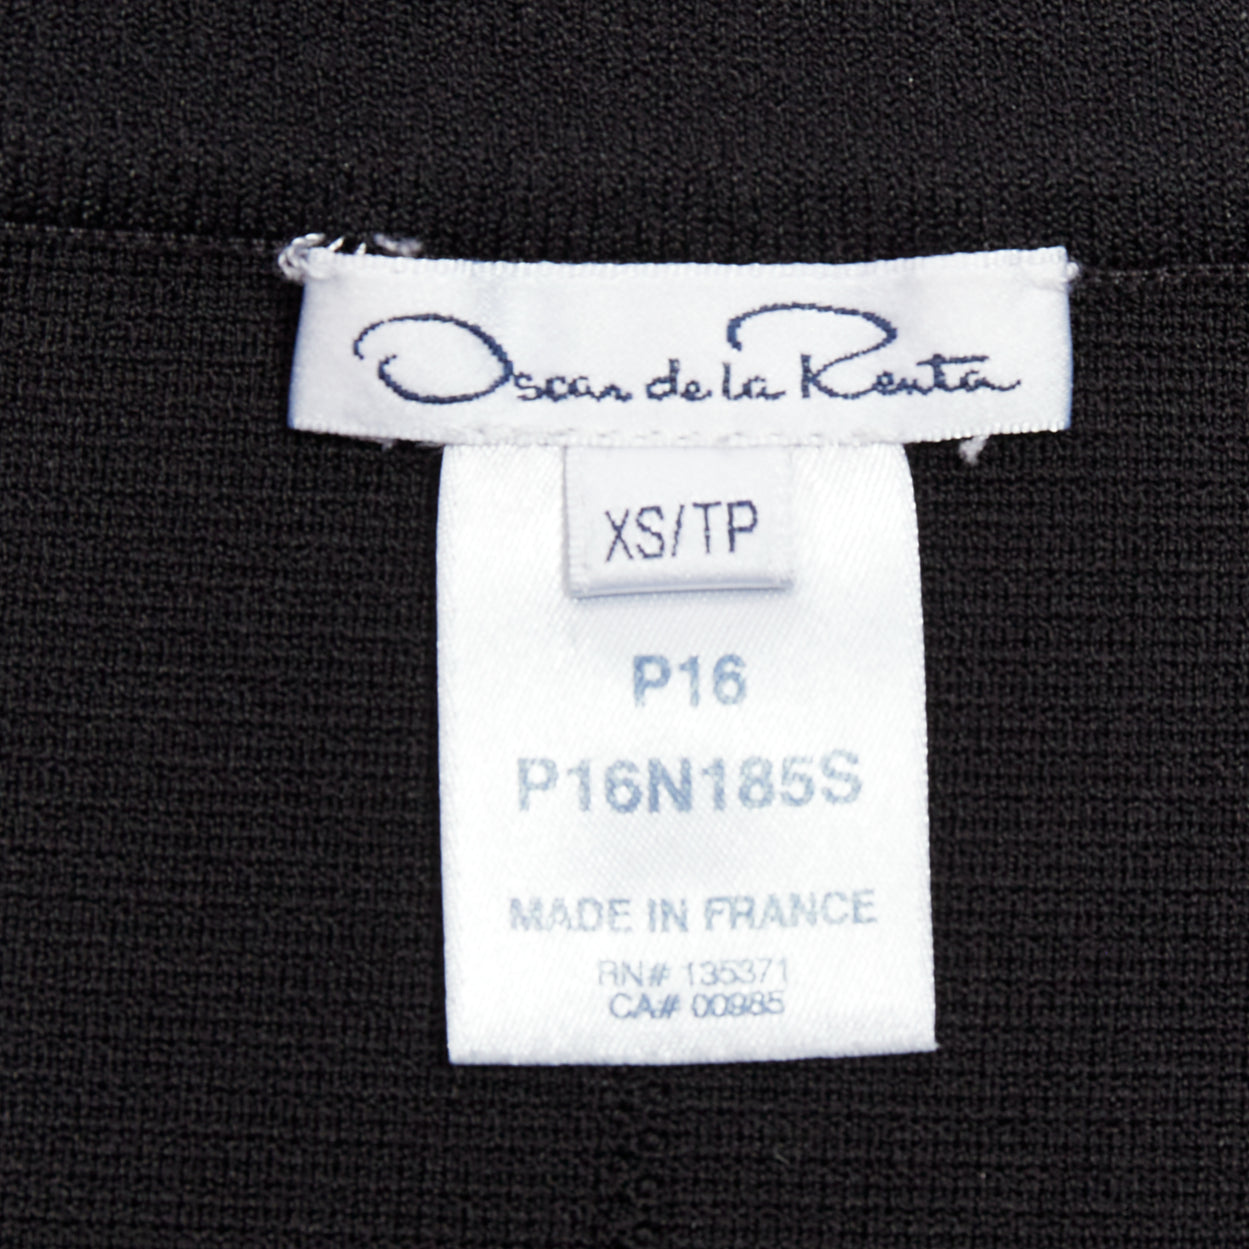 Oscar de la Renta
XS/TP
P16
P16N185S
MADE IN FRANCE
RN# 135371
CA# 00985